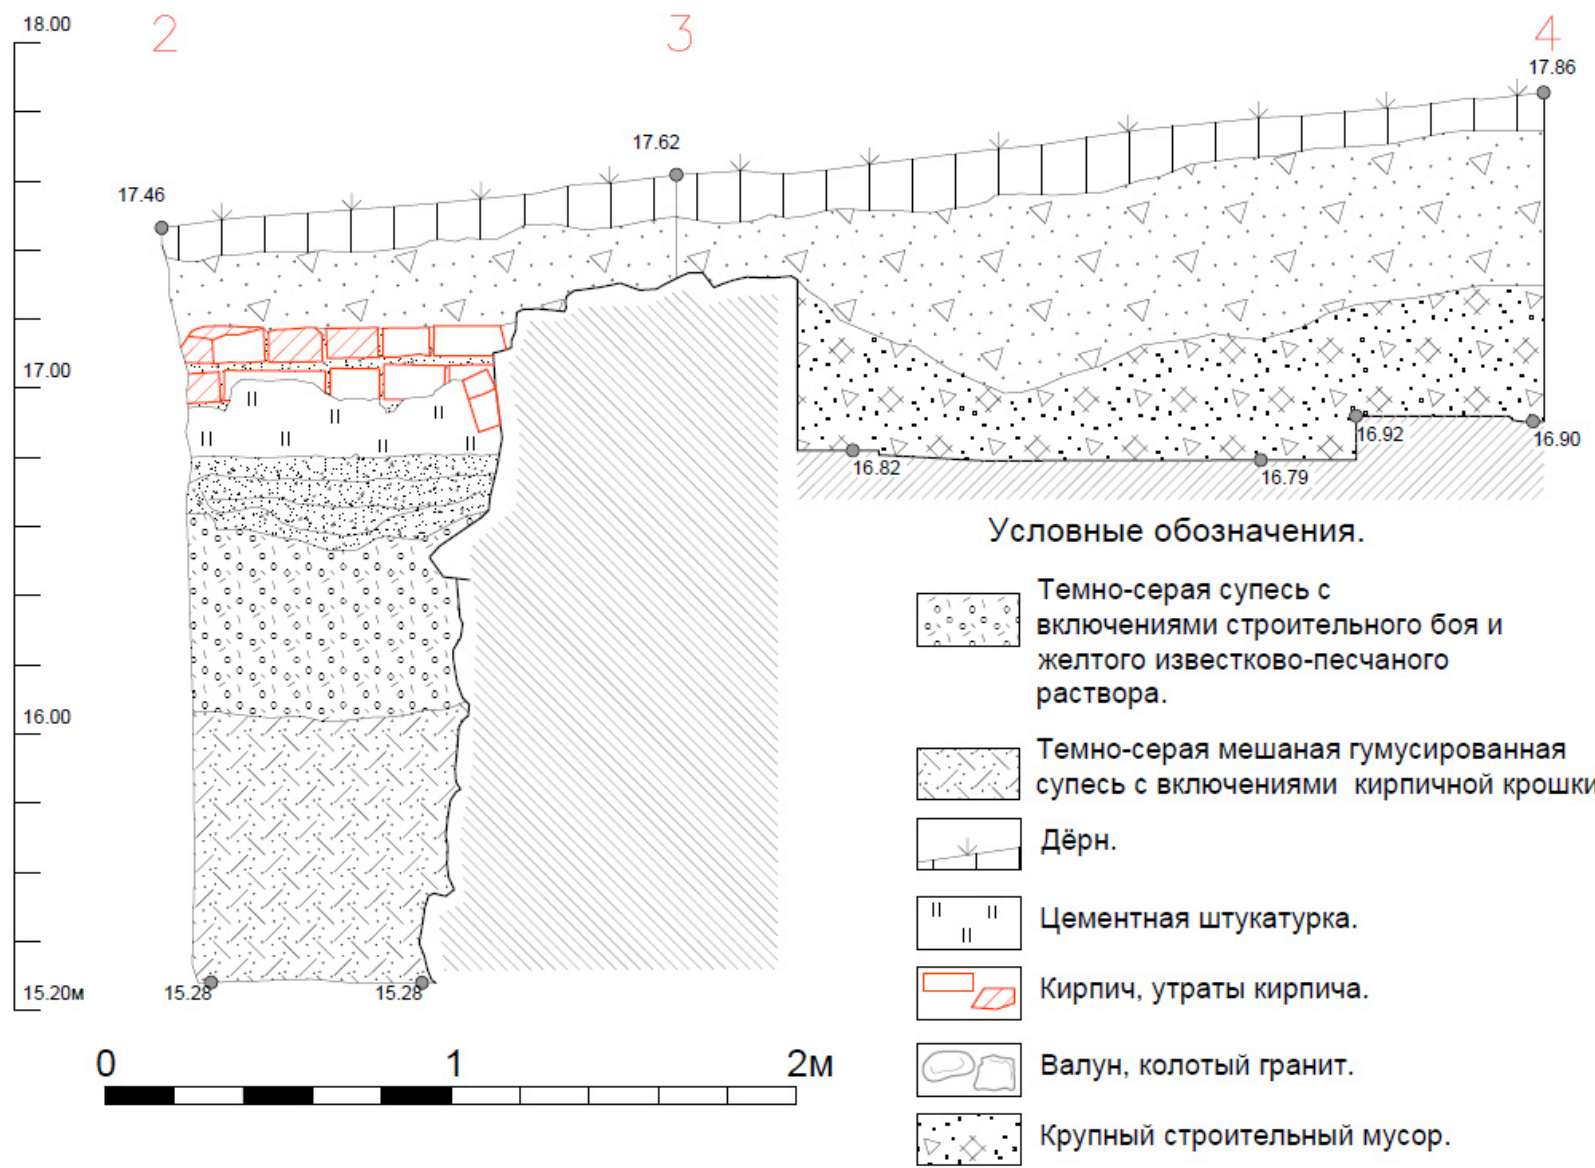 18.00
2
3
4
17.86
17.62
17.46
17.00
16.92
16.90
16.82
16.79
Условные обозначения.
Темно-серая супесь с
включениями строительного боя и
желтого известково-песчаного
раствора.
16.00
Темно-серая мешаная гумусированная
супесь с включениями кирпичной крошки
Дёрн.
Цементная штукатурка.
15.20м
15.28
15.28
Кирпич, утраты кирпича.
0
1
2м
Валун, колотый гранит.
Крупный строительный мусор.